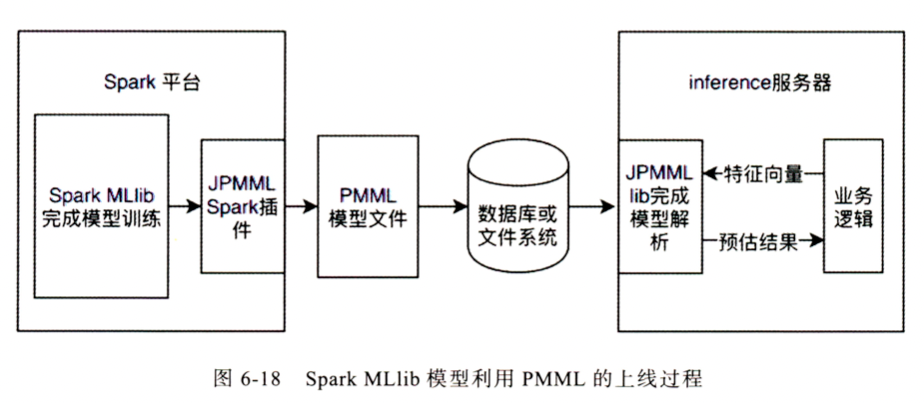 Spark 平台
Spark MLlib
完成模型训练
JPMML
Spark插
件
PMML
模型文件
数据库或
文件系统
inference服务器
JPMML
lib完成
模型解
析
特征向量
预估结果
业务
逻辑
图 6-18 Spark MLlib 模型利用 PMML 的上线过程